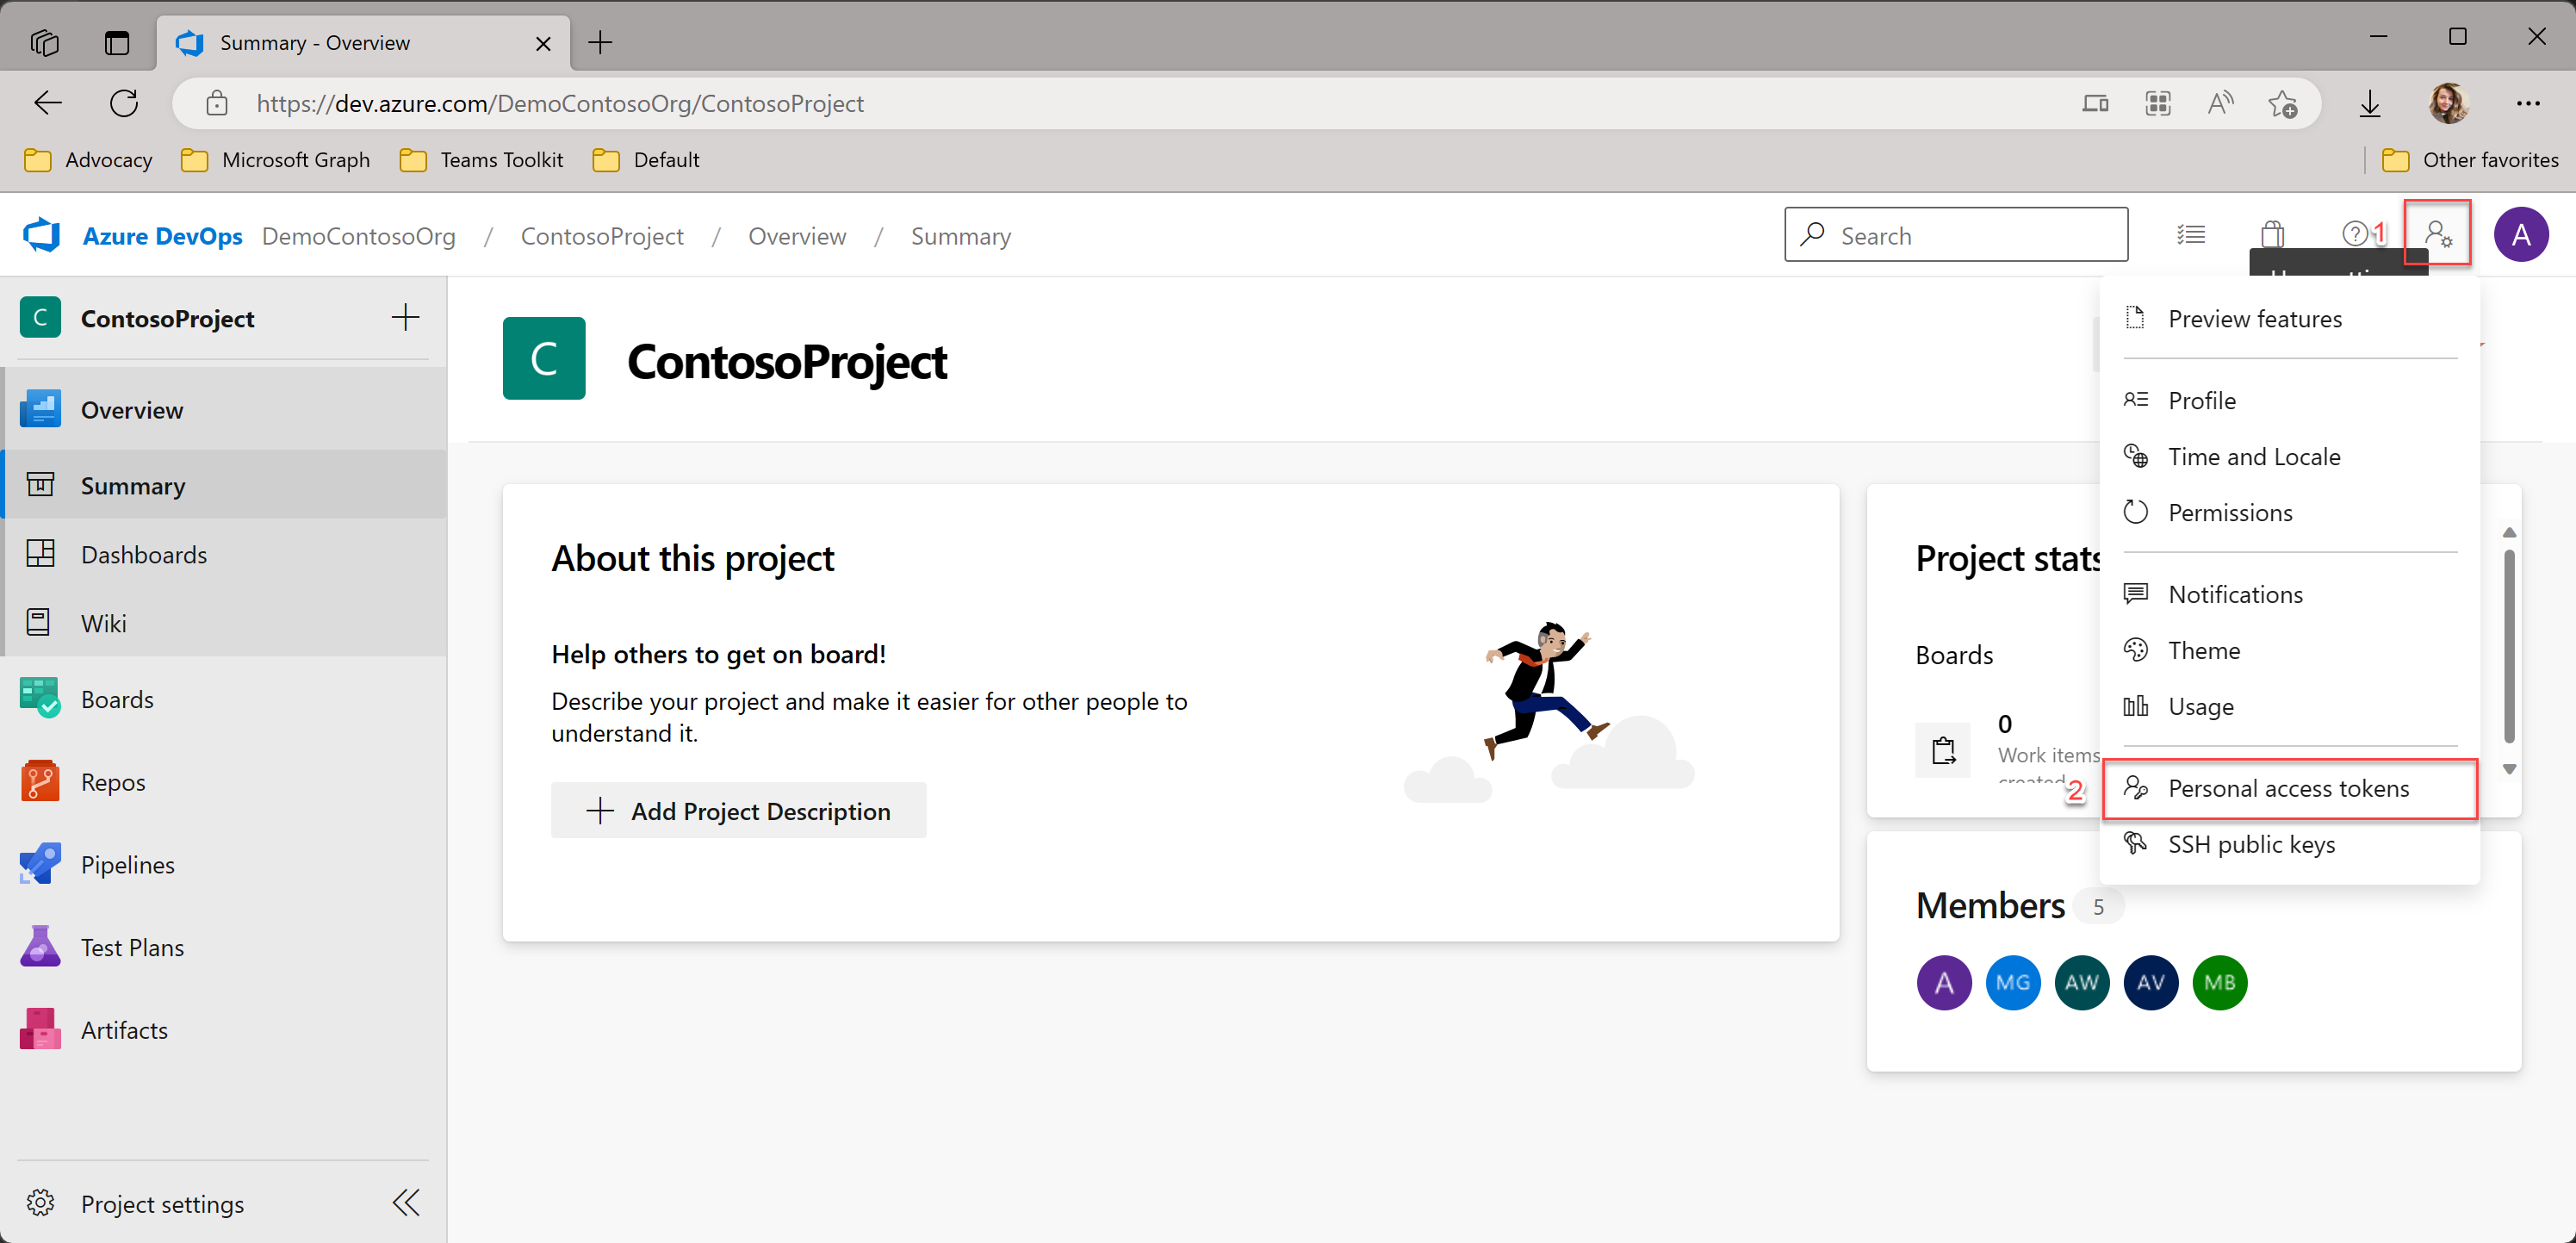 Summary - Overview
https://dev.azure.com/DemoContosoOrg/ContosoProject
Advocacy
Microsoft Graph
Teams Toolkit
Default
Other favorites
Azure DevOps
DemoContosoOrg / ContosoProject / Overview / Summary
Search
1
A
C
ContosoProject
Overview
Summary
Dashboards
Wiki
Boards
Repos
Pipelines
Test Plans
Artifacts
Project settings
C
ContosoProject
About this project
Help others to get on board!
Describe your project and make it easier for other people to
understand it.
Add Project Description
Project stats
Boards
0
Work items
created
Members 5
A MG AW AV MB
Preview features
Profile
Time and Locale
Permissions
Notifications
Theme
Usage
2
Personal access tokens
SSH public keys